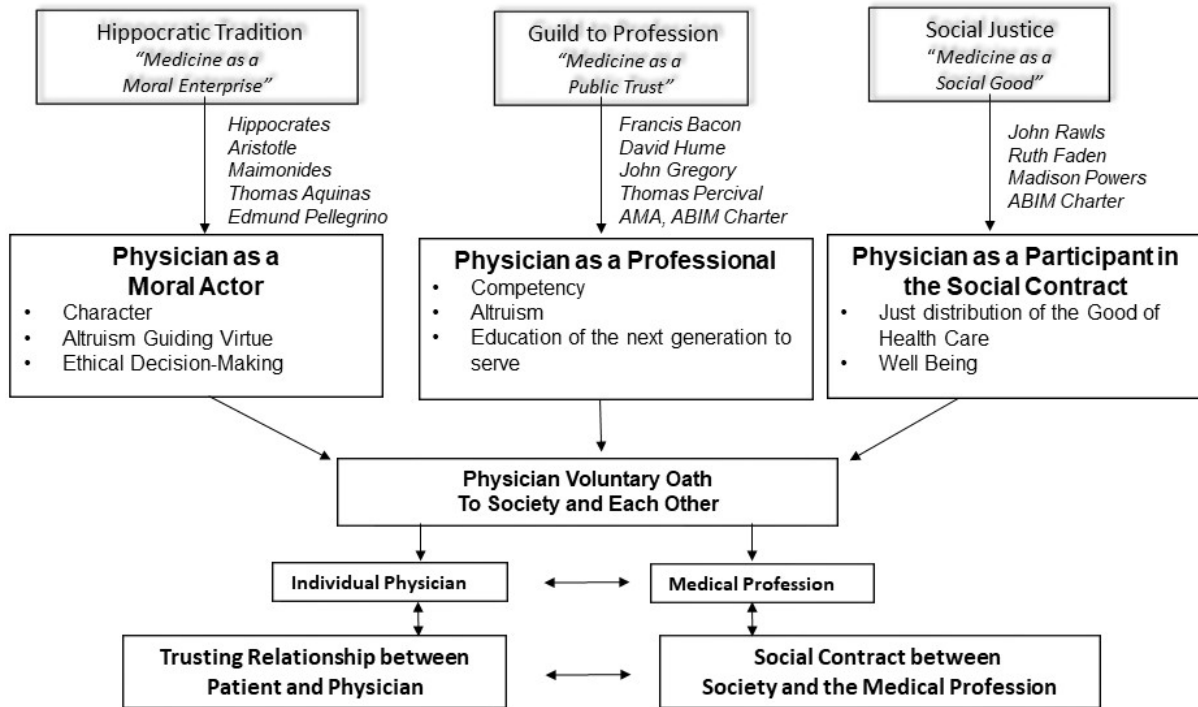 Hippocratic Tradition
“Medicine as a
Moral Enterprise”
Guild to Profession
“Medicine as a
Public Trust”
Social Justice
“Medicine as a
Social Good”
Hippocrates
Aristotle
Maimonides
Thomas Aquinas
Edmund Pellegrino
Francis Bacon
David Hume
John Gregory
Thomas Percival
AMA, ABIM Charter
John Rawls
Ruth Faden
Madison Powers
ABIM Charter
Physician as a
Moral Actor
• Character
• Altruism Guiding Virtue
• Ethical Decision-Making
Physician as a Professional
• Competency
• Altruism
• Education of the next generation to
serve
Physician as a Participant in
the Social Contract
• Just distribution of the Good of
Health Care
• Well Being
Physician Voluntary Oath
To Society and Each Other
Individual Physician
Medical Profession
Trusting Relationship between
Patient and Physician
Social Contract between
Society and the Medical Profession